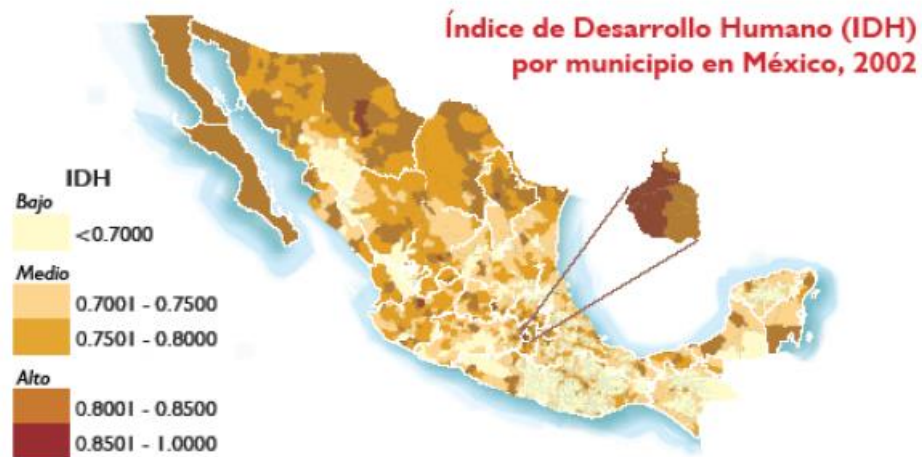 Índice de Desarrollo Humano (IDH)
por municipio en México, 2002
IDH
Bajo
<0.7000
Medio
0.7001 - 0.7500
0.7501 - 0.8000
Alto
0.8001 - 0.8500
0.8501 - 1.0000